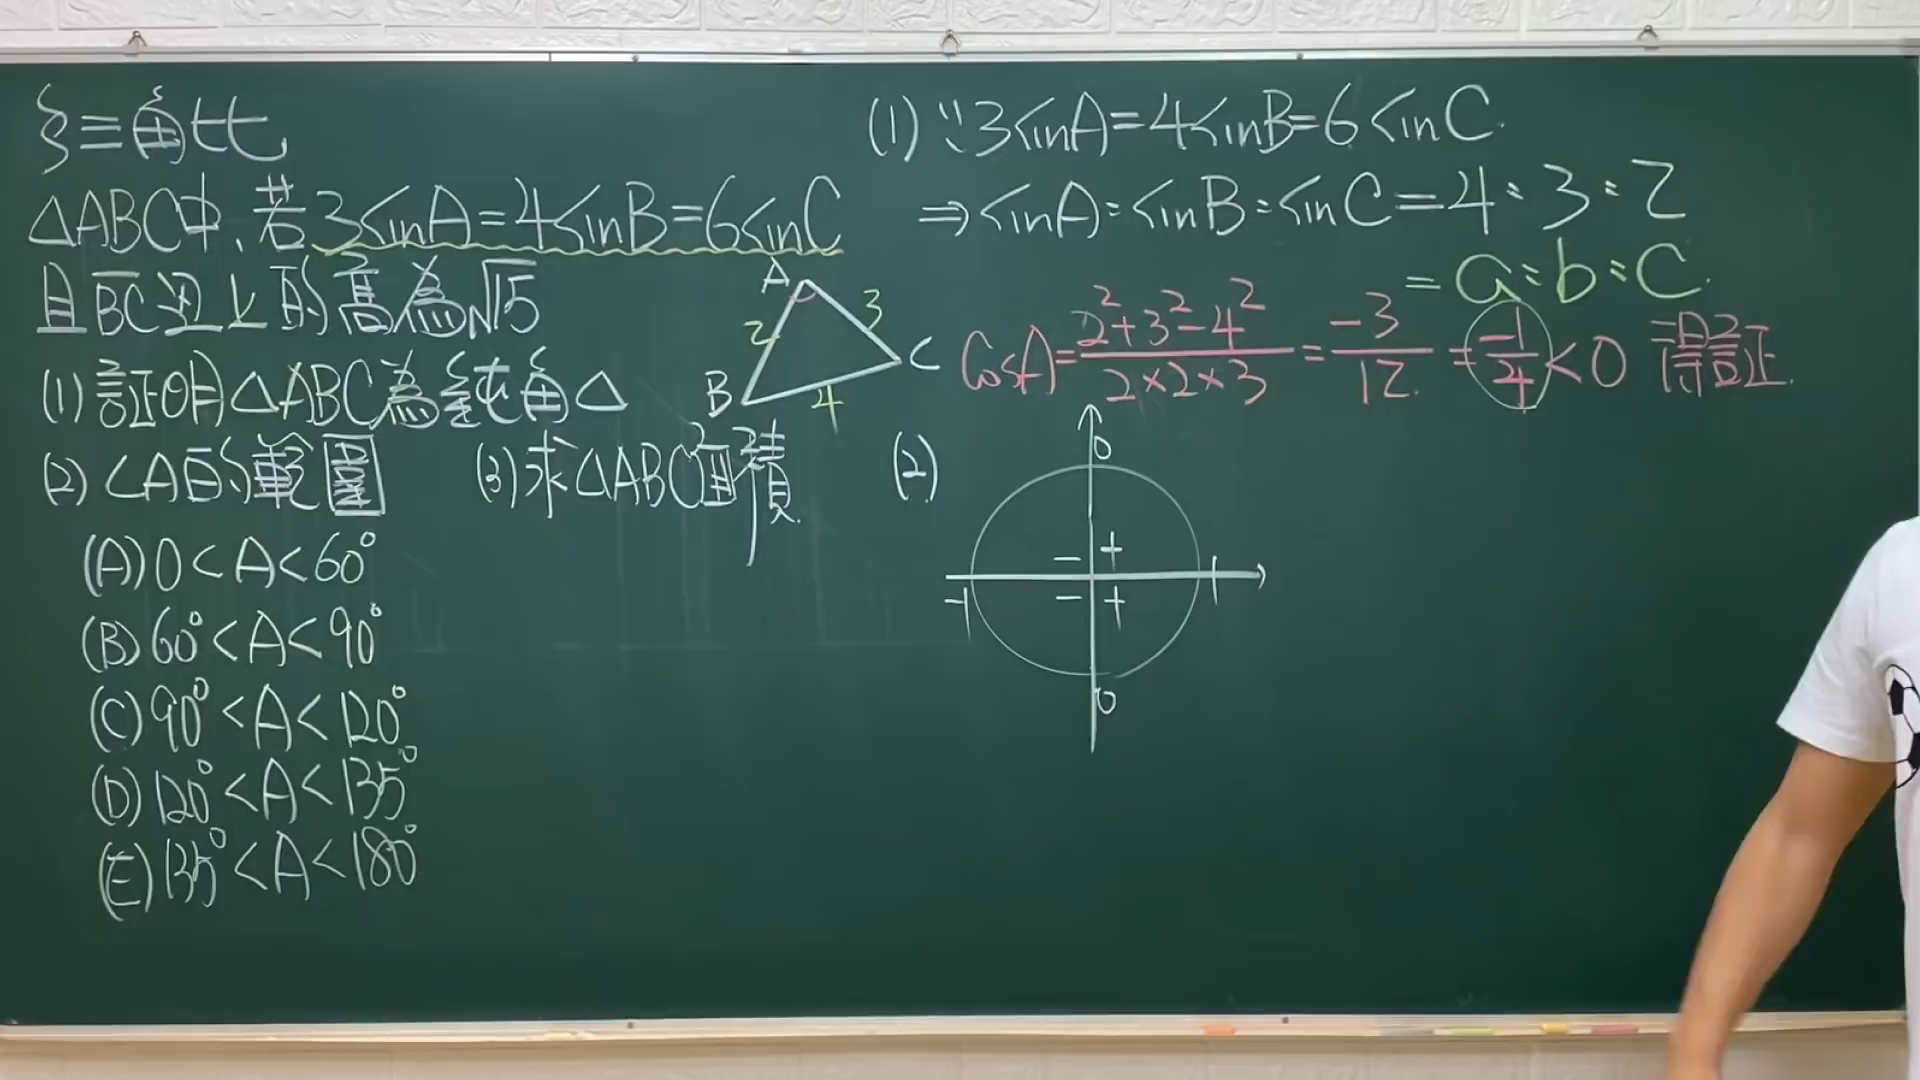 §三角比
△ABC中,若3sinA=4sinB=6sinC
且BC邊上的高為√15
(1)證明△ABC為鈍角△
(2)∠A的範圍 (3)求△ABC面積
(A)0<A<60°
(B)60°<A<90°
(C)90°<A<120°
(D)120°<A<135°
(E)135°<A<180°
A
2 3
B C
4
(1)∵3sinA=4sinB=6sinC
⇒sinA:sinB:sinC=4:3:2
=a:b:c
cosA=(2²+3²-4²)/(2×2×3)=-3/12=-1/4<0 得證
(2)
0
- +
-1 - + 1
0